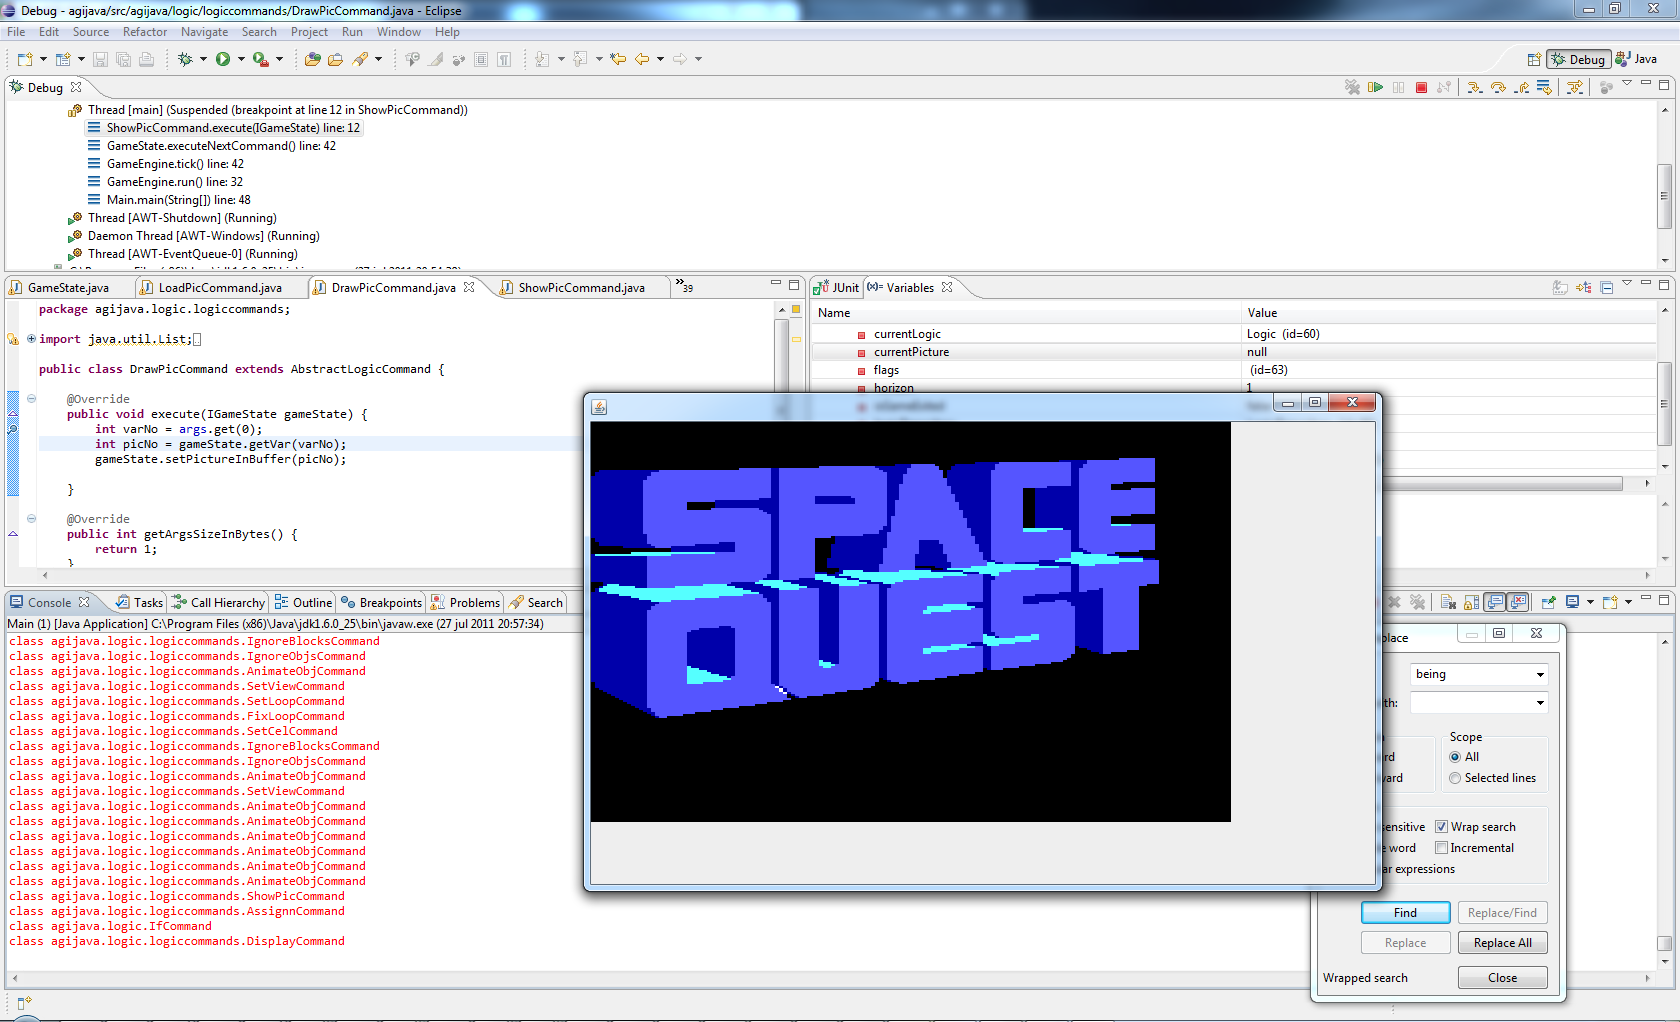 Debug - agijava/src/agijava/logic/logiccommands/DrawPicCommand.java - Eclipse
File Edit Source Refactor Navigate Search Project Run Window Help
Debug Java
Debug
Thread [main] (Suspended (breakpoint at line 12 in ShowPicCommand))
ShowPicCommand.execute(IGameState) line: 12
GameState.executeNextCommand() line: 42
GameEngine.tick() line: 42
GameEngine.run() line: 32
Main.main(String[]) line: 48
Thread [AWT-Shutdown] (Running)
Daemon Thread [AWT-Windows] (Running)
Thread [AWT-EventQueue-0] (Running)
GameState.java LoadPicCommand.java DrawPicCommand.java ShowPicCommand.java »39
package agijava.logic.logiccommands;
import java.util.List;
public class DrawPicCommand extends AbstractLogicCommand {
@Override
public void execute(IGameState gameState) {
int varNo = args.get(0);
int picNo = gameState.getVar(varNo);
gameState.setPictureInBuffer(picNo);
}
@Override
public int getArgsSizeInBytes() {
return 1;
}
JUnit (x)= Variables
Name Value
currentLogic Logic (id=60)
currentPicture null
flags (id=63)
horizon 1
SPACE
QUEST
Console Tasks Call Hierarchy Outline Breakpoints Problems Search
Main (1) [Java Application] C:\Program Files (x86)\Java\jdk1.6.0_25\bin\javaw.exe (27 jul 2011 20:57:34)
class agijava.logic.logiccommands.IgnoreBlocksCommand
class agijava.logic.logiccommands.IgnoreObjsCommand
class agijava.logic.logiccommands.AnimateObjCommand
class agijava.logic.logiccommands.SetViewCommand
class agijava.logic.logiccommands.SetLoopCommand
class agijava.logic.logiccommands.FixLoopCommand
class agijava.logic.logiccommands.SetCelCommand
class agijava.logic.logiccommands.IgnoreBlocksCommand
class agijava.logic.logiccommands.IgnoreObjsCommand
class agijava.logic.logiccommands.AnimateObjCommand
class agijava.logic.logiccommands.SetViewCommand
class agijava.logic.logiccommands.AnimateObjCommand
class agijava.logic.logiccommands.AnimateObjCommand
class agijava.logic.logiccommands.AnimateObjCommand
class agijava.logic.logiccommands.AnimateObjCommand
class agijava.logic.logiccommands.AnimateObjCommand
class agijava.logic.logiccommands.AnimateObjCommand
class agijava.logic.logiccommands.ShowPicCommand
class agijava.logic.logiccommands.AssignnCommand
class agijava.logic.IfCommand
class agijava.logic.logiccommands.DisplayCommand
place
being
th:
Scope
rd All
vard Selected lines
sensitive Wrap search
e word Incremental
ar expressions
Find Replace/Find
Replace Replace All
Wrapped search Close